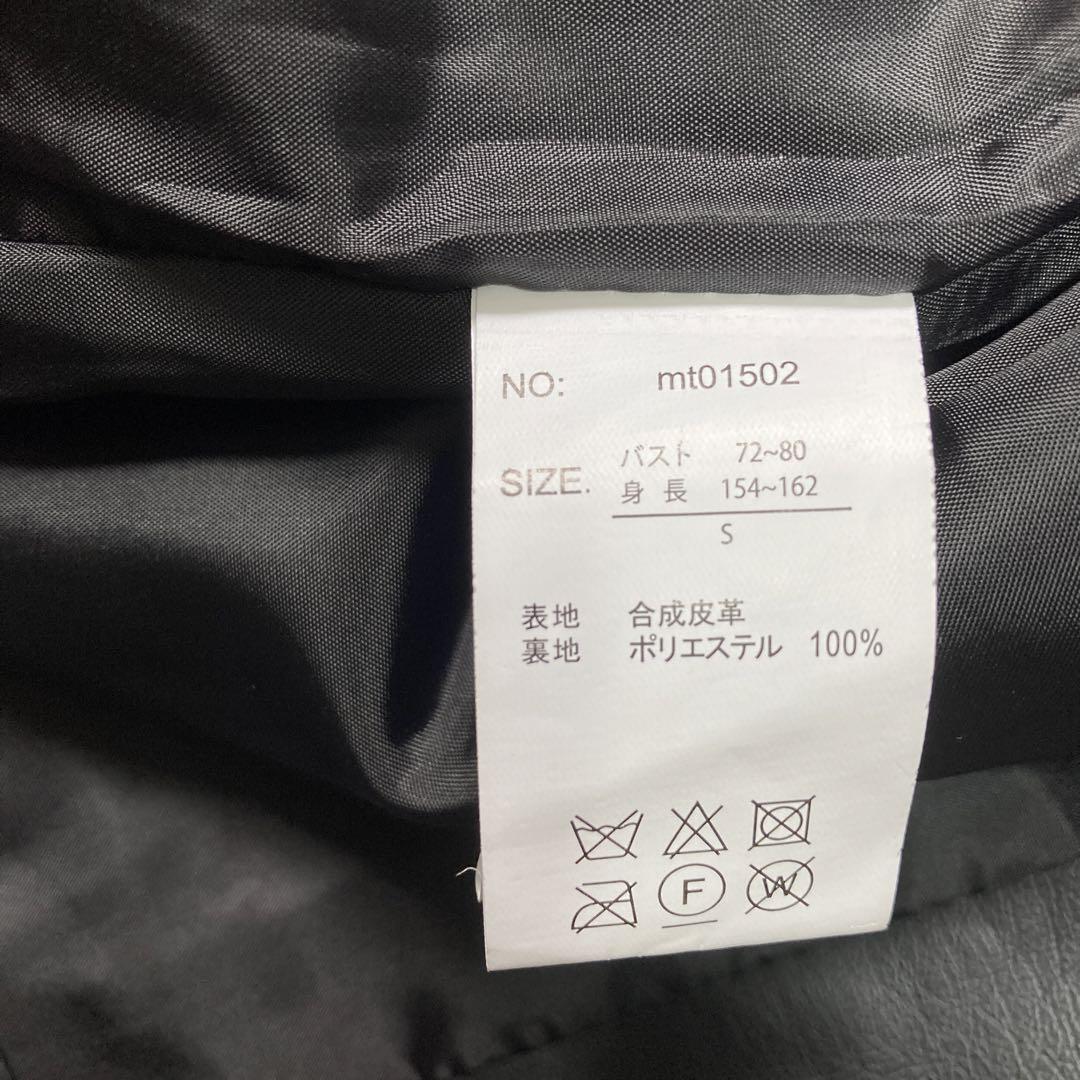 NO: mt01502
バスト 72~80
SIZE. 身長 154~162
S
表地 合成皮革
裏地 ポリエステル 100%
F W